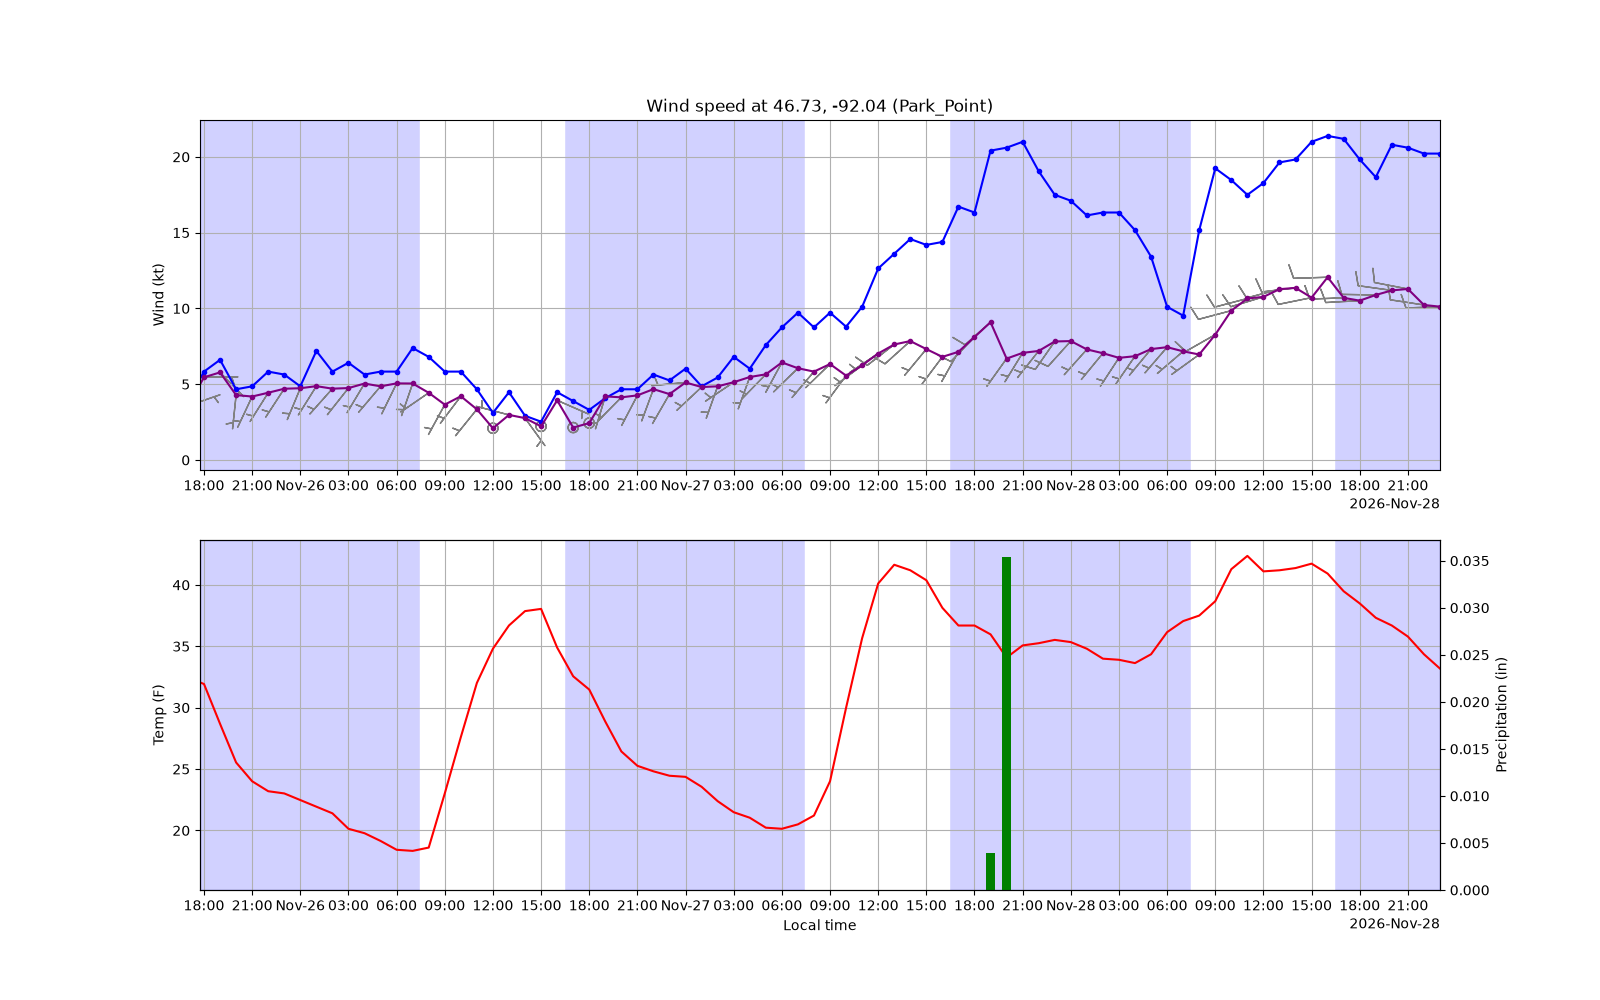 Wind speed at 46.73, -92.04 (Park_Point)
Wind (kt)
20
15
10
5
0
18:00 21:00 Nov-26 03:00 06:00 09:00 12:00 15:00 18:00 21:00 Nov-27 03:00 06:00 09:00 12:00 15:00 18:00 21:00 Nov-28 03:00 06:00 09:00 12:00 15:00 18:00 21:00
2026-Nov-28
Temp (F)
40
35
30
25
20
Precipitation (in)
0.035
0.030
0.025
0.020
0.015
0.010
0.005
0.000
18:00 21:00 Nov-26 03:00 06:00 09:00 12:00 15:00 18:00 21:00 Nov-27 03:00 06:00 09:00 12:00 15:00 18:00 21:00 Nov-28 03:00 06:00 09:00 12:00 15:00 18:00 21:00
Local time
2026-Nov-28